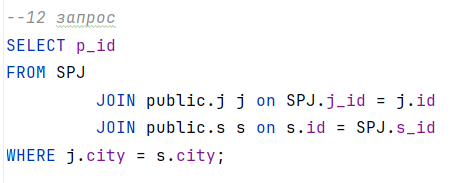 --12 запрос
SELECT p_id
FROM SPJ
JOIN public.j j on SPJ.j_id = j.id
JOIN public.s s on s.id = SPJ.s_id
WHERE j.city = s.city;